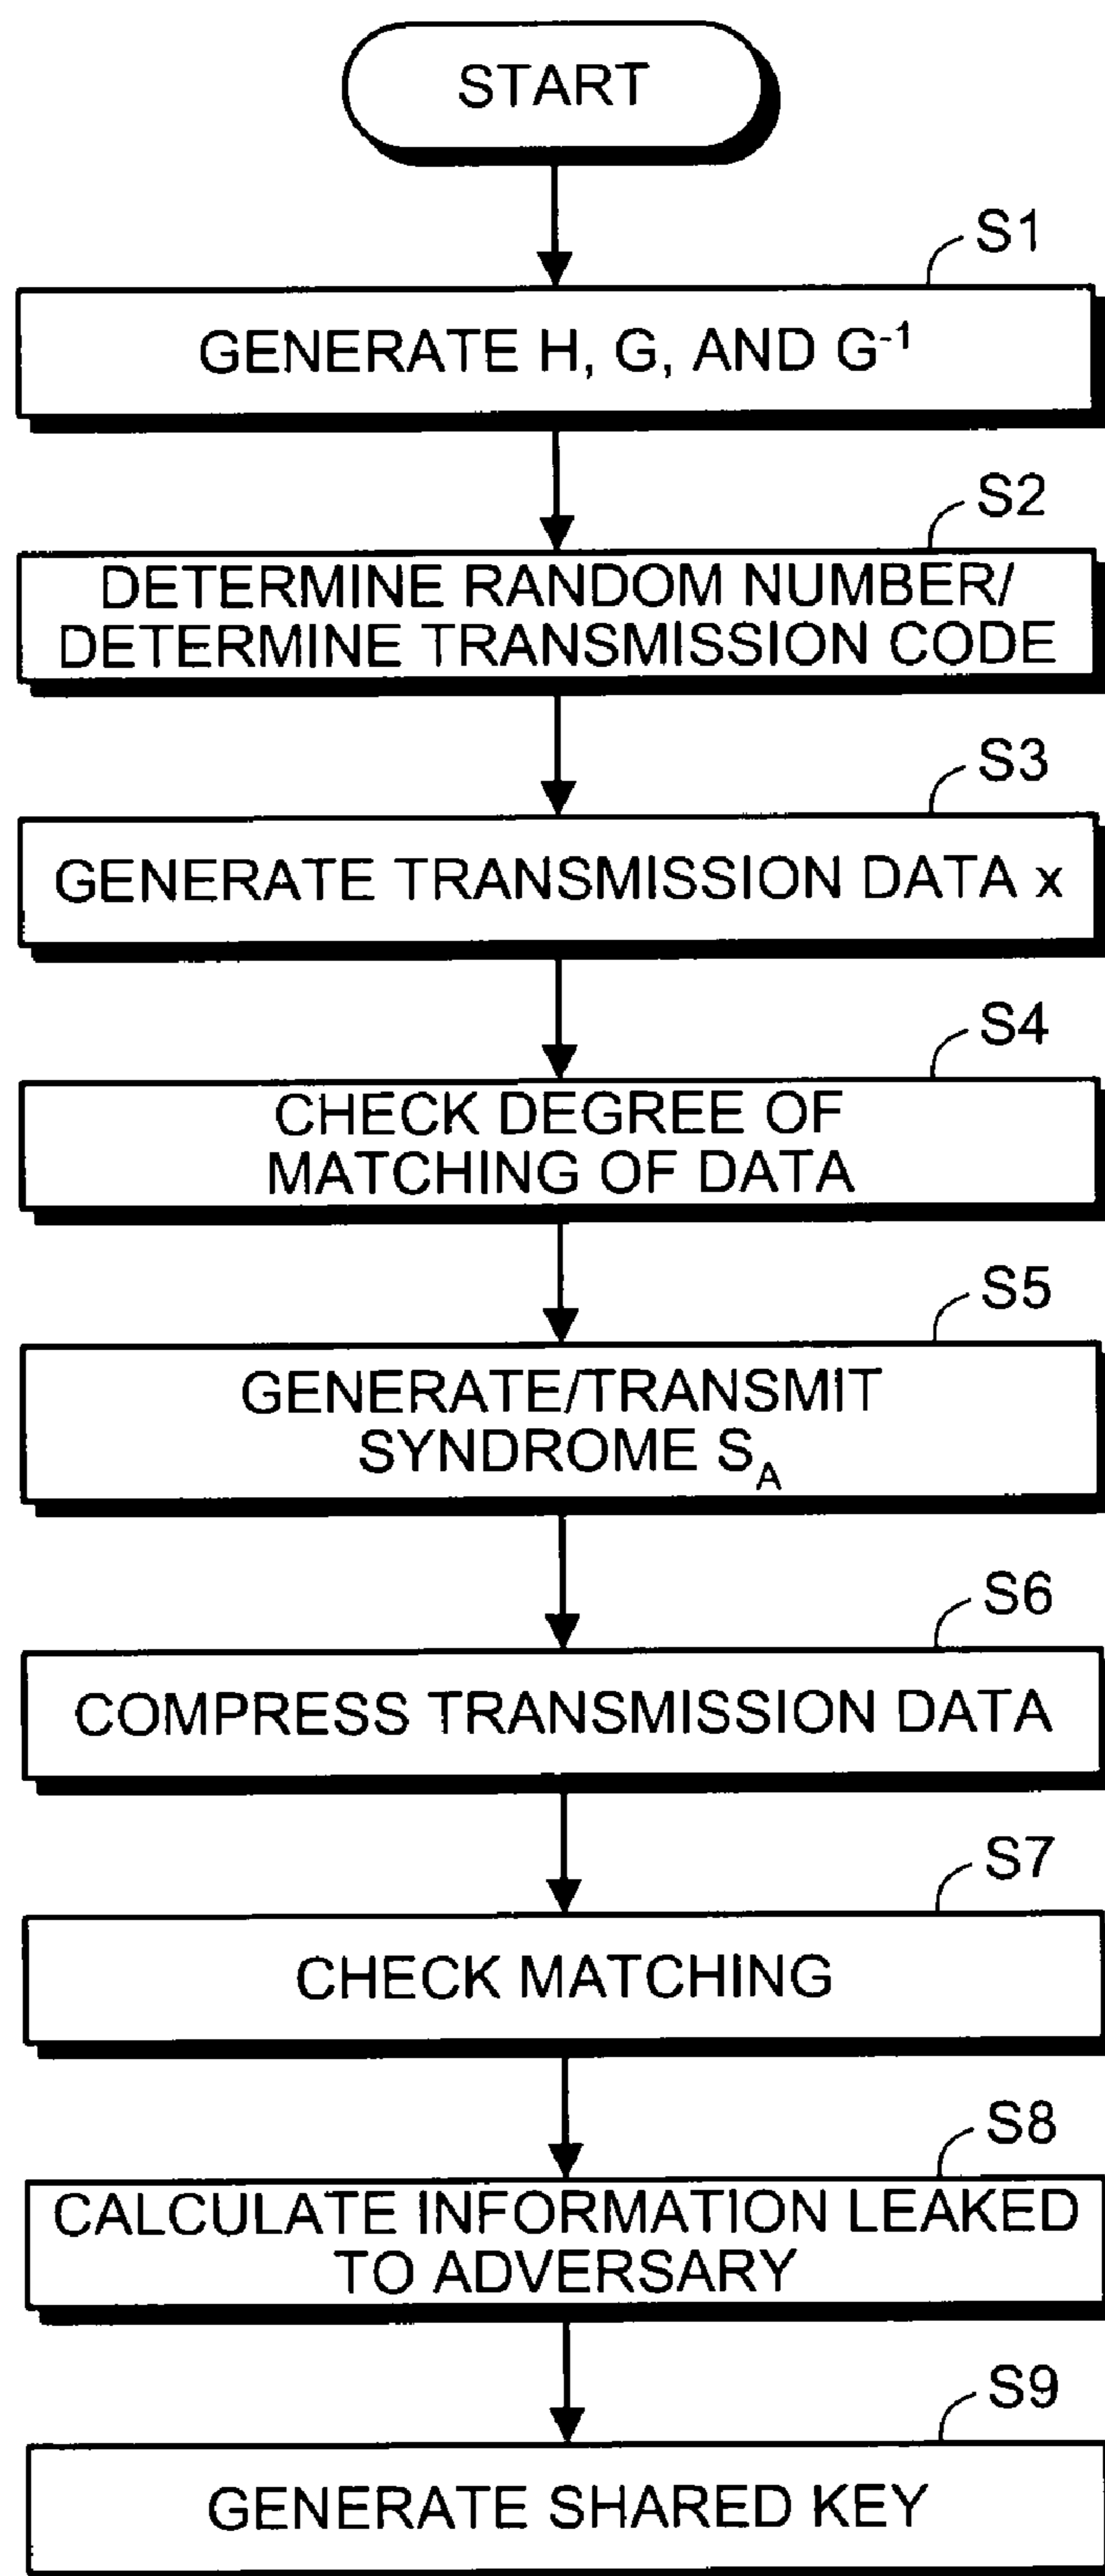 START
S1
GENERATE H, G, AND G⁻¹
S2
DETERMINE RANDOM NUMBER/
DETERMINE TRANSMISSION CODE
S3
GENERATE TRANSMISSION DATA x
S4
CHECK DEGREE OF
MATCHING OF DATA
S5
GENERATE/TRANSMIT
SYNDROME S_A
S6
COMPRESS TRANSMISSION DATA
S7
CHECK MATCHING
S8
CALCULATE INFORMATION LEAKED
TO ADVERSARY
S9
GENERATE SHARED KEY